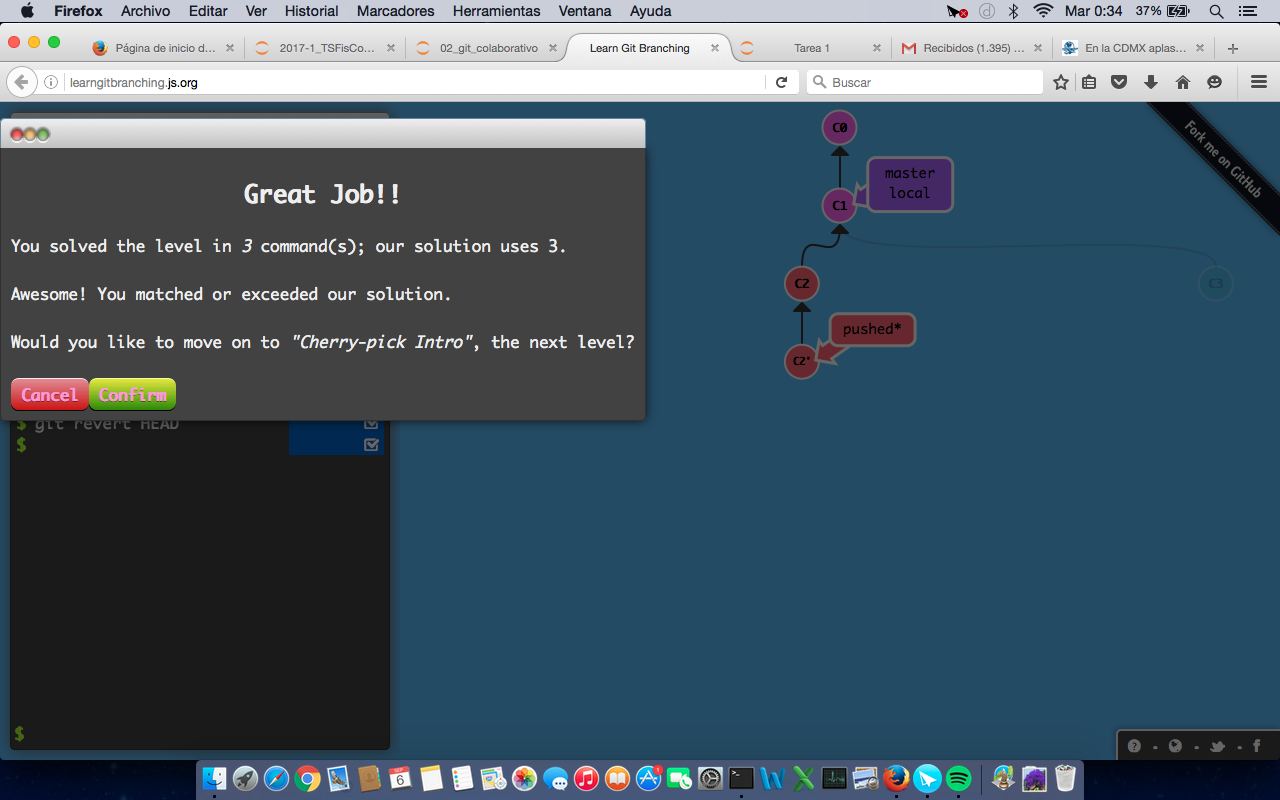 Firefox Archivo Editar Ver Historial Marcadores Herramientas Ventana Ayuda Mar 0:34 37%
Página de inicio d… 2017-1_TSFisCo… 02_git_colaborativo Learn Git Branching Tarea 1 Recibidos (1.395) … En la CDMX aplas…
learngitbranching.js.org Buscar
C0
Fork me on GitHub
master
local
C1
C2
C3
pushed*
C2'
Great Job!!
You solved the level in 3 command(s); our solution uses 3.
Awesome! You matched or exceeded our solution.
Would you like to move on to "Cherry-pick Intro", the next level?
Cancel Confirm
$ git revert HEAD
$
$
SEP
6